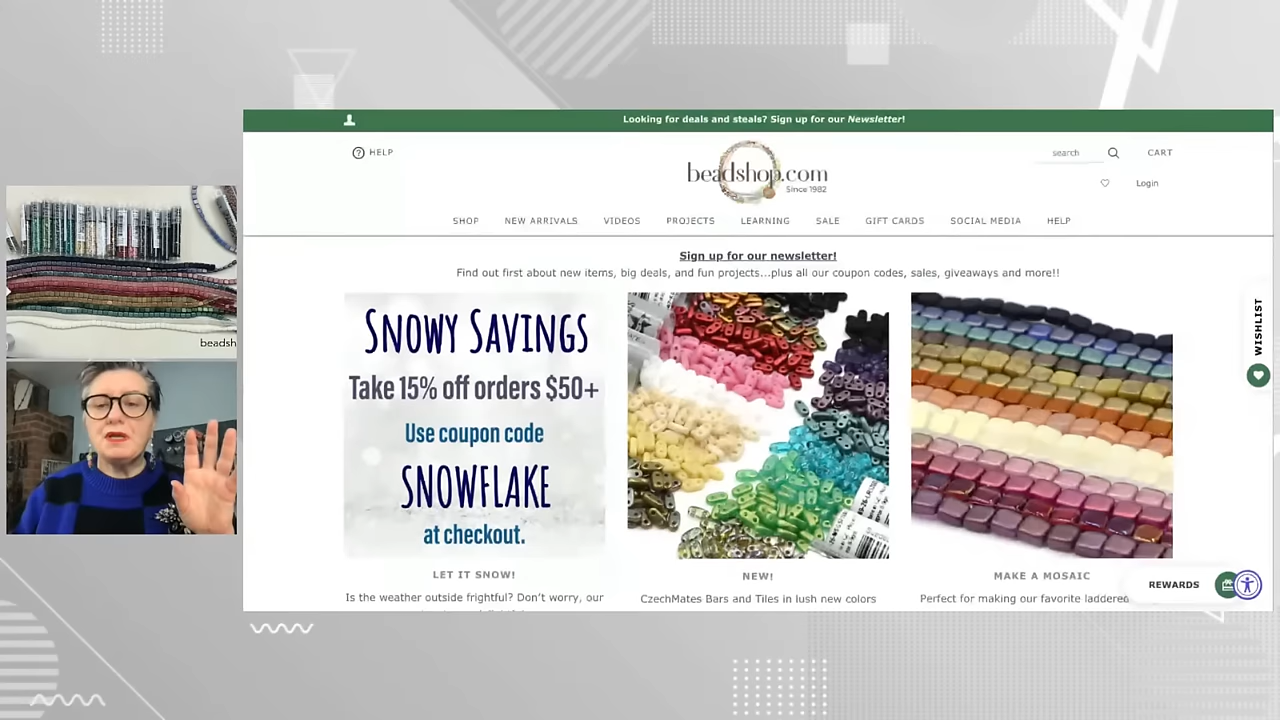 Looking for deals and steals? Sign up for our Newsletter!
? HELP
beadshop.com
Since 1982
search
CART
Login
SHOP NEW ARRIVALS VIDEOS PROJECTS LEARNING SALE GIFT CARDS SOCIAL MEDIA HELP
Sign up for our newsletter!
Find out first about new items, big deals, and fun projects...plus all our coupon codes, sales, giveaways and more!!
SNOWY SAVINGS
Take 15% off orders $50+
Use coupon code
SNOWFLAKE
at checkout.
LET IT SNOW!
Is the weather outside frightful? Don't worry, our
NEW!
CzechMates Bars and Tiles in lush new colors
MAKE A MOSAIC
Perfect for making our favorite laddered
WISHLIST
REWARDS
beadsh